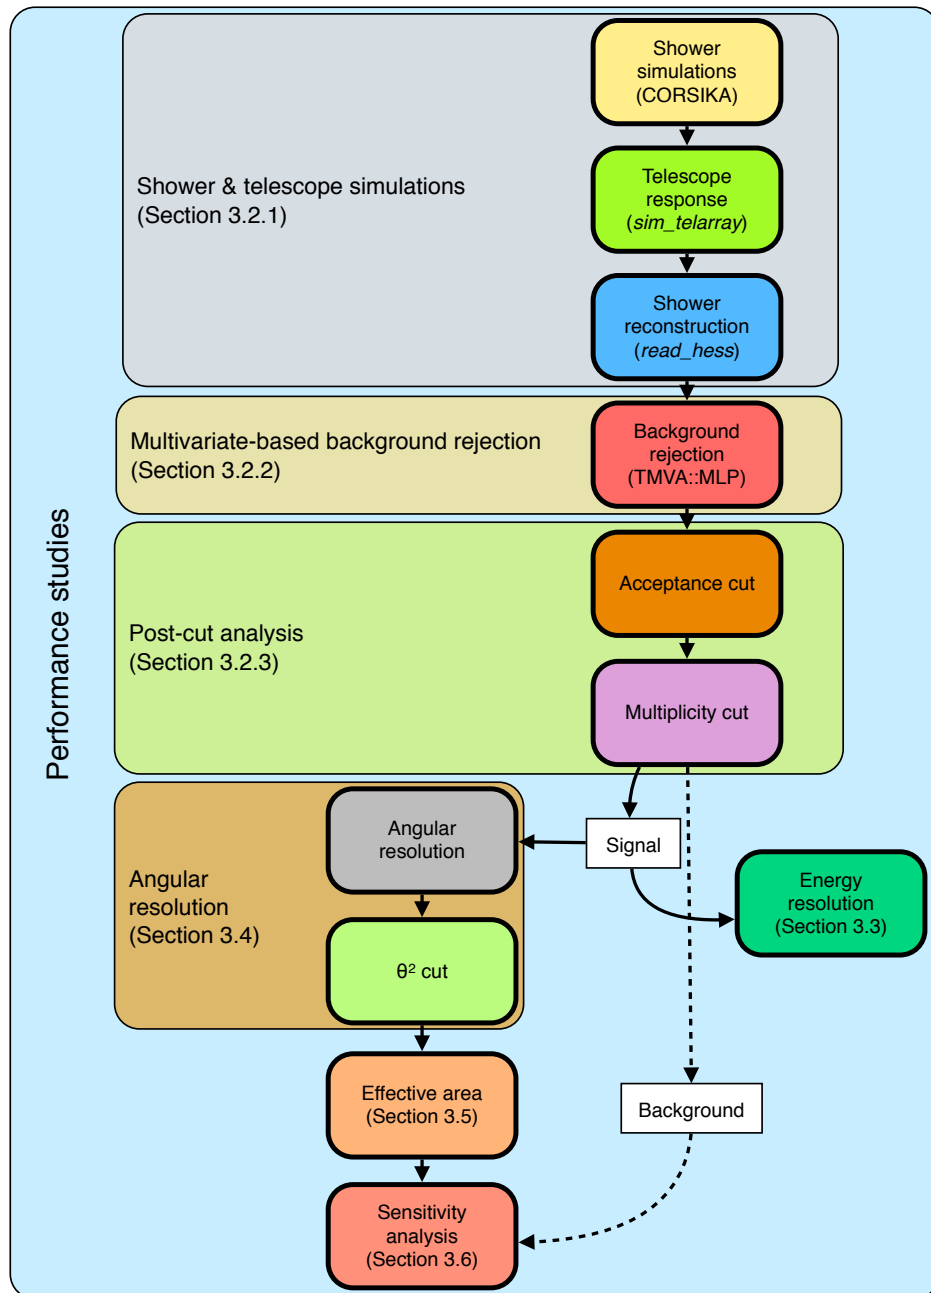 Performance studies
Shower & telescope simulations
(Section 3.2.1)
Shower
simulations
(CORSIKA)
Telescope
response
(sim_telarray)
Shower
reconstruction
(read_hess)
Multivariate-based background rejection
(Section 3.2.2)
Background
rejection
(TMVA::MLP)
Post-cut analysis
(Section 3.2.3)
Acceptance cut
Multiplicity cut
Angular
resolution
(Section 3.4)
Angular
resolution
Signal
Energy
resolution
(Section 3.3)
θ² cut
Effective area
(Section 3.5)
Background
Sensitivity
analysis
(Section 3.6)